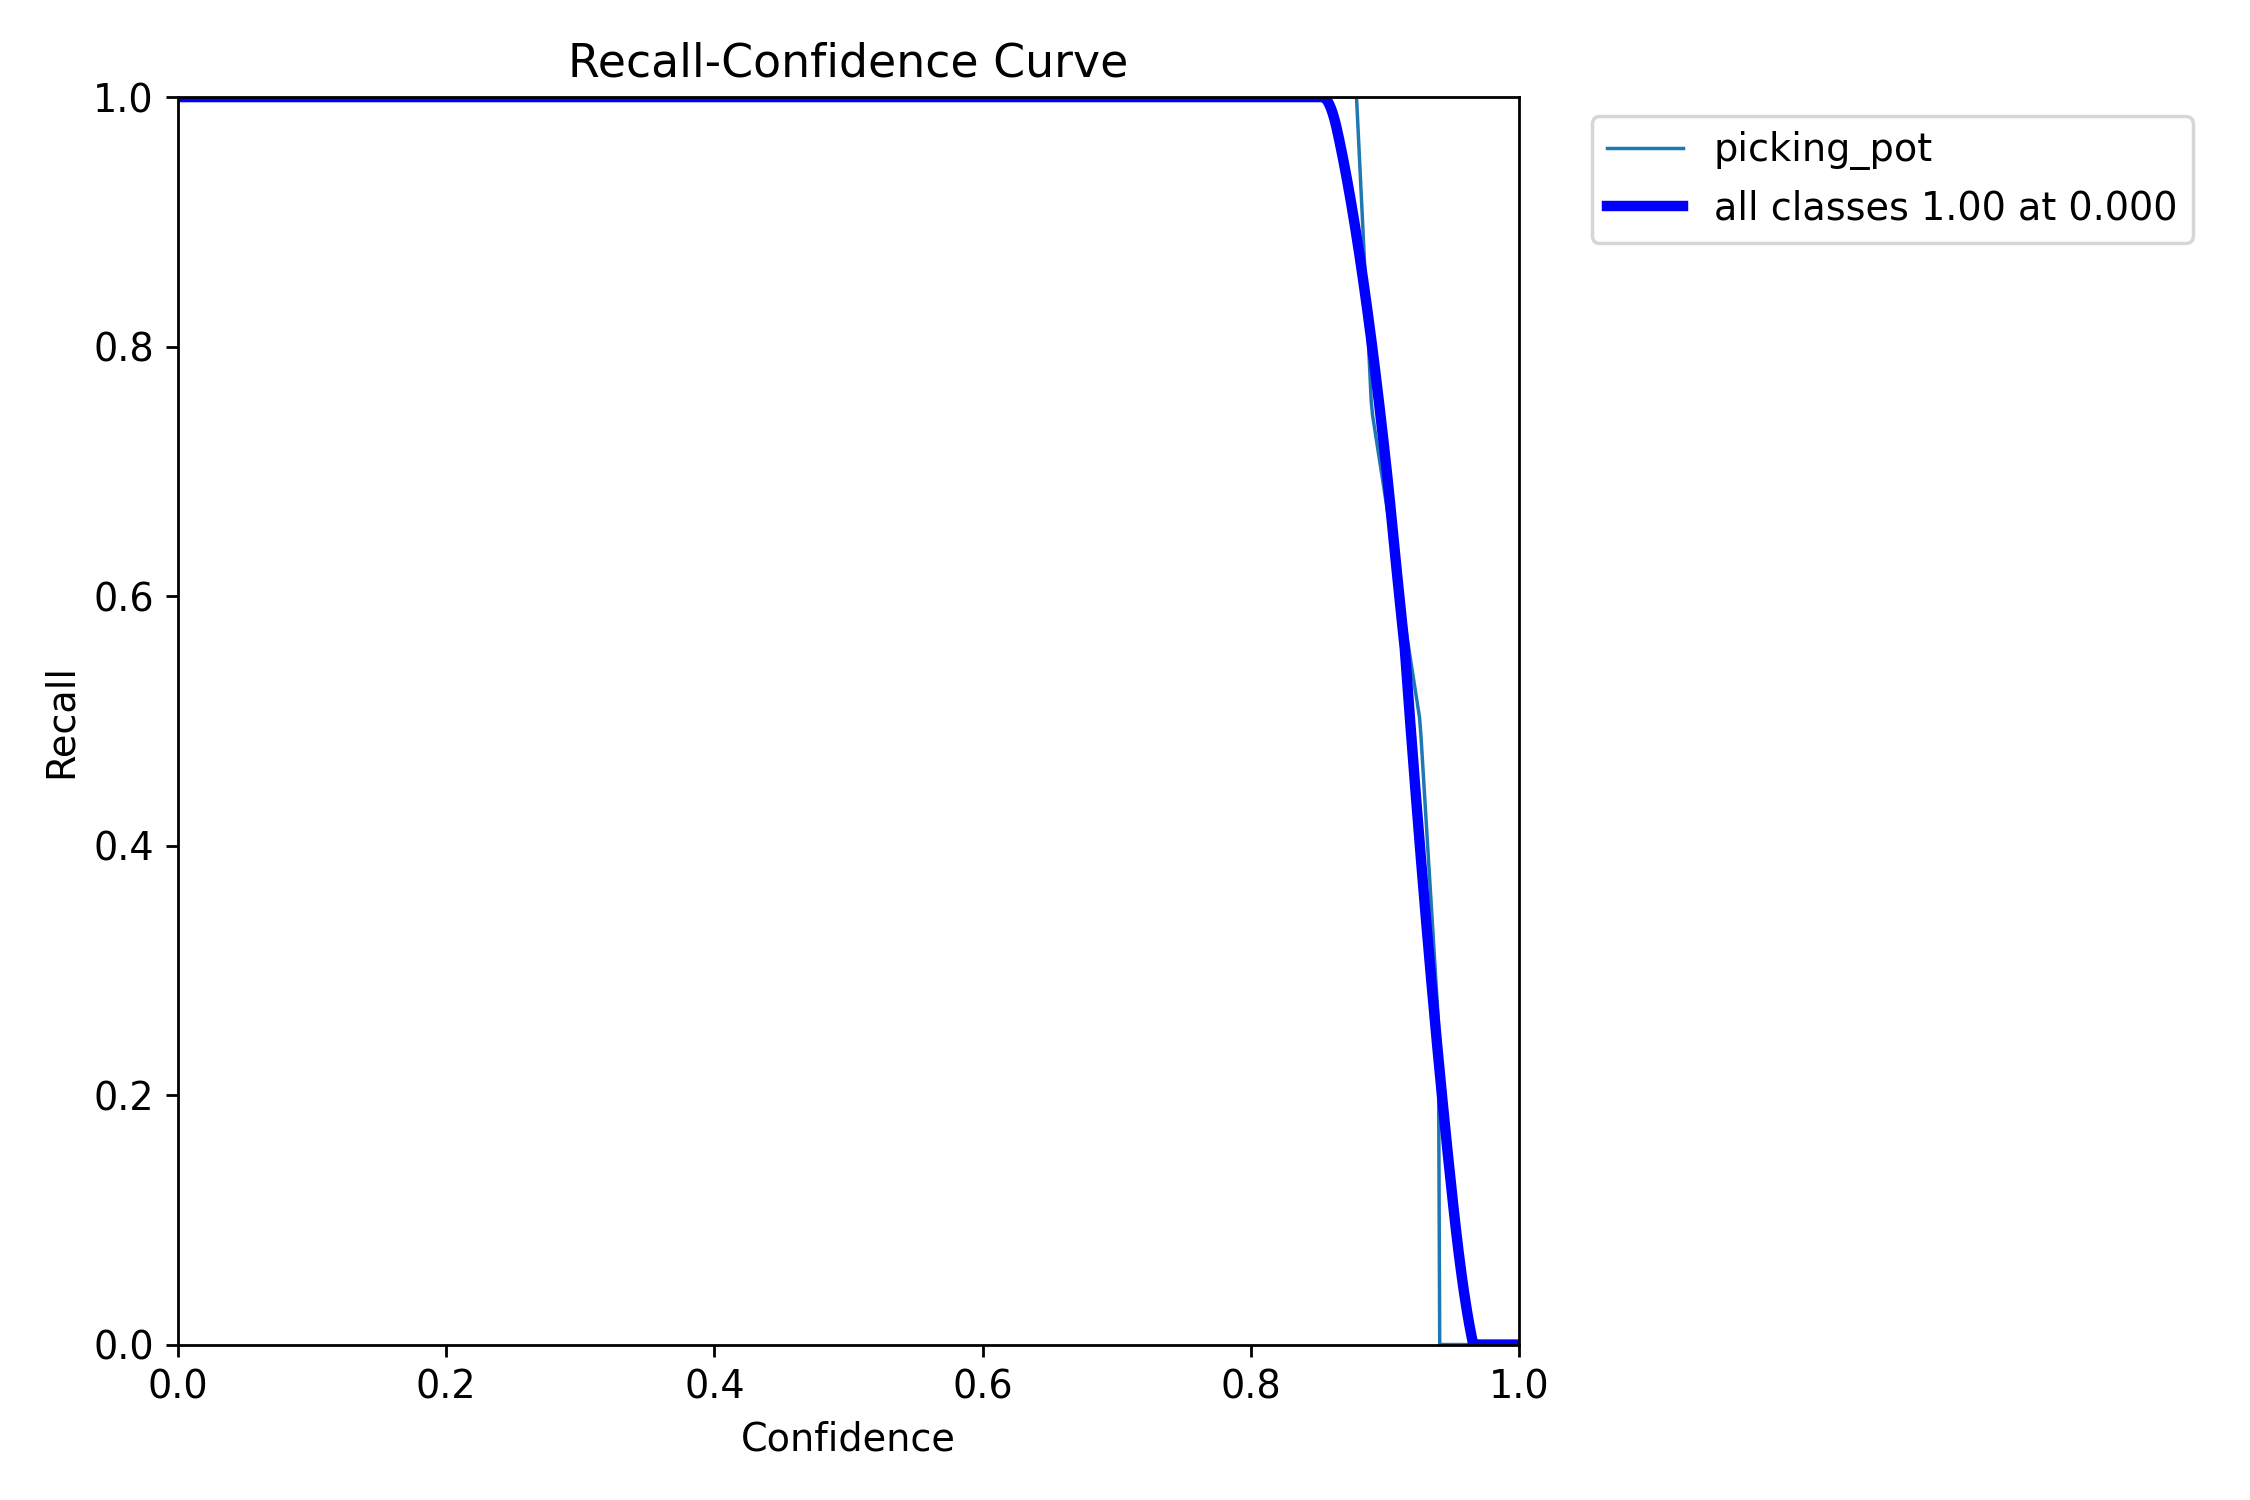 Recall-Confidence Curve
1.0
0.8
0.6
0.4
0.2
0.0
Recall
0.0 0.2 0.4 0.6 0.8 1.0
Confidence
picking_pot
all classes 1.00 at 0.000